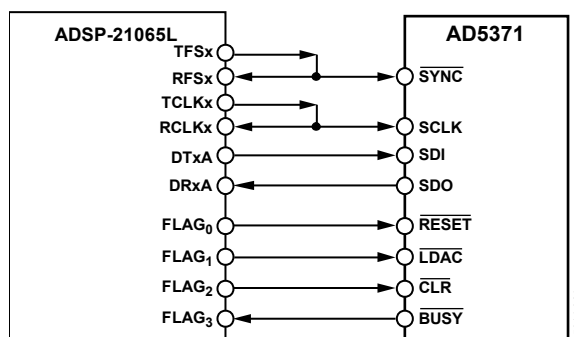 ADSP-21065L
TFSx
RFSx
TCLKx
RCLKx
DTxA
DRxA
FLAG₀
FLAG₁
FLAG₂
FLAG₃
AD5371
SYNC
SCLK
SDI
SDO
RESET
LDAC
CLR
BUSY